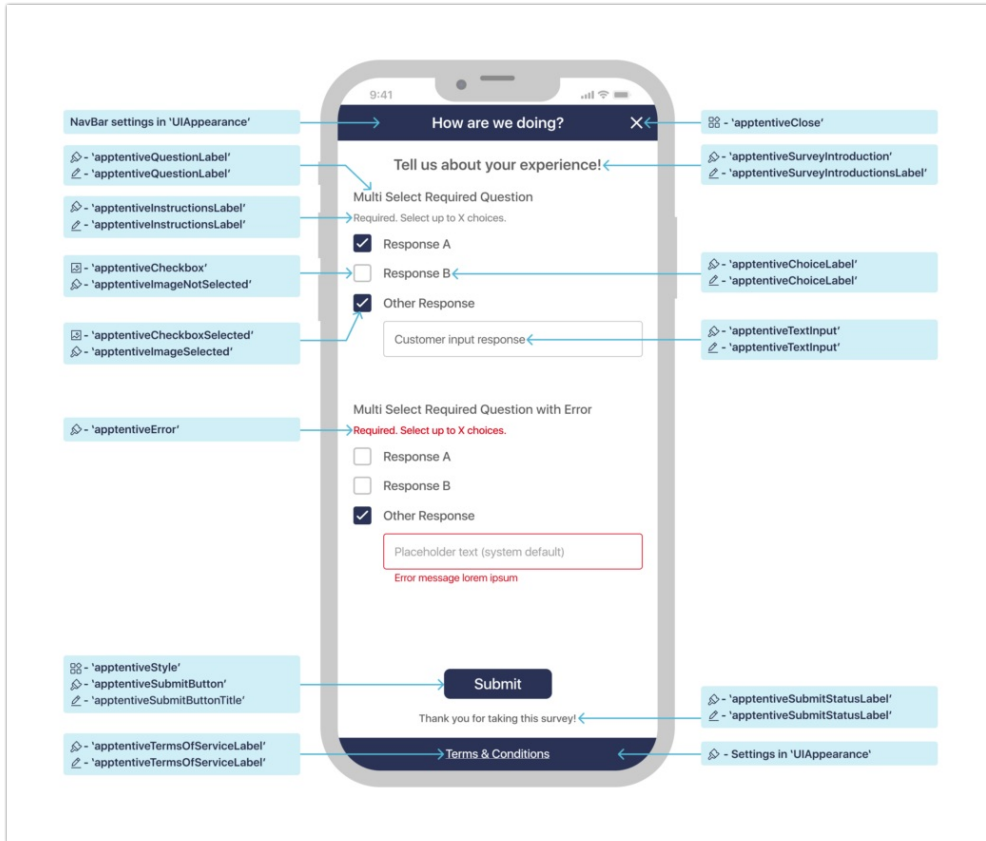 9:41
NavBar settings in 'UIAppearance'
How are we doing?
- 'apptentiveClose'
- 'apptentiveQuestionLabel'
- 'apptentiveQuestionLabel'
Tell us about your experience!
- 'apptentiveSurveyIntroduction'
- 'apptentiveSurveyIntroductionsLabel'
Multi Select Required Question
- 'apptentiveInstructionsLabel'
- 'apptentiveInstructionsLabel'
Required. Select up to X choices.
Response A
- 'apptentiveCheckbox'
- 'apptentiveImageNotSelected'
Response B
- 'apptentiveChoiceLabel'
- 'apptentiveChoiceLabel'
Other Response
- 'apptentiveCheckboxSelected'
- 'apptentiveImageSelected'
Customer input response
- 'apptentiveTextInput'
- 'apptentiveTextInput'
Multi Select Required Question with Error
- 'apptentiveError'
Required. Select up to X choices.
Response A
Response B
Other Response
Placeholder text (system default)
Error message lorem ipsum
- 'apptentiveStyle'
- 'apptentiveSubmitButton'
- 'apptentiveSubmitButtonTitle'
Submit
Thank you for taking this survey!
- 'apptentiveSubmitStatusLabel'
- 'apptentiveSubmitStatusLabel'
- 'apptentiveTermsOfServiceLabel'
- 'apptentiveTermsOfServiceLabel'
Terms & Conditions
- Settings in 'UIAppearance'